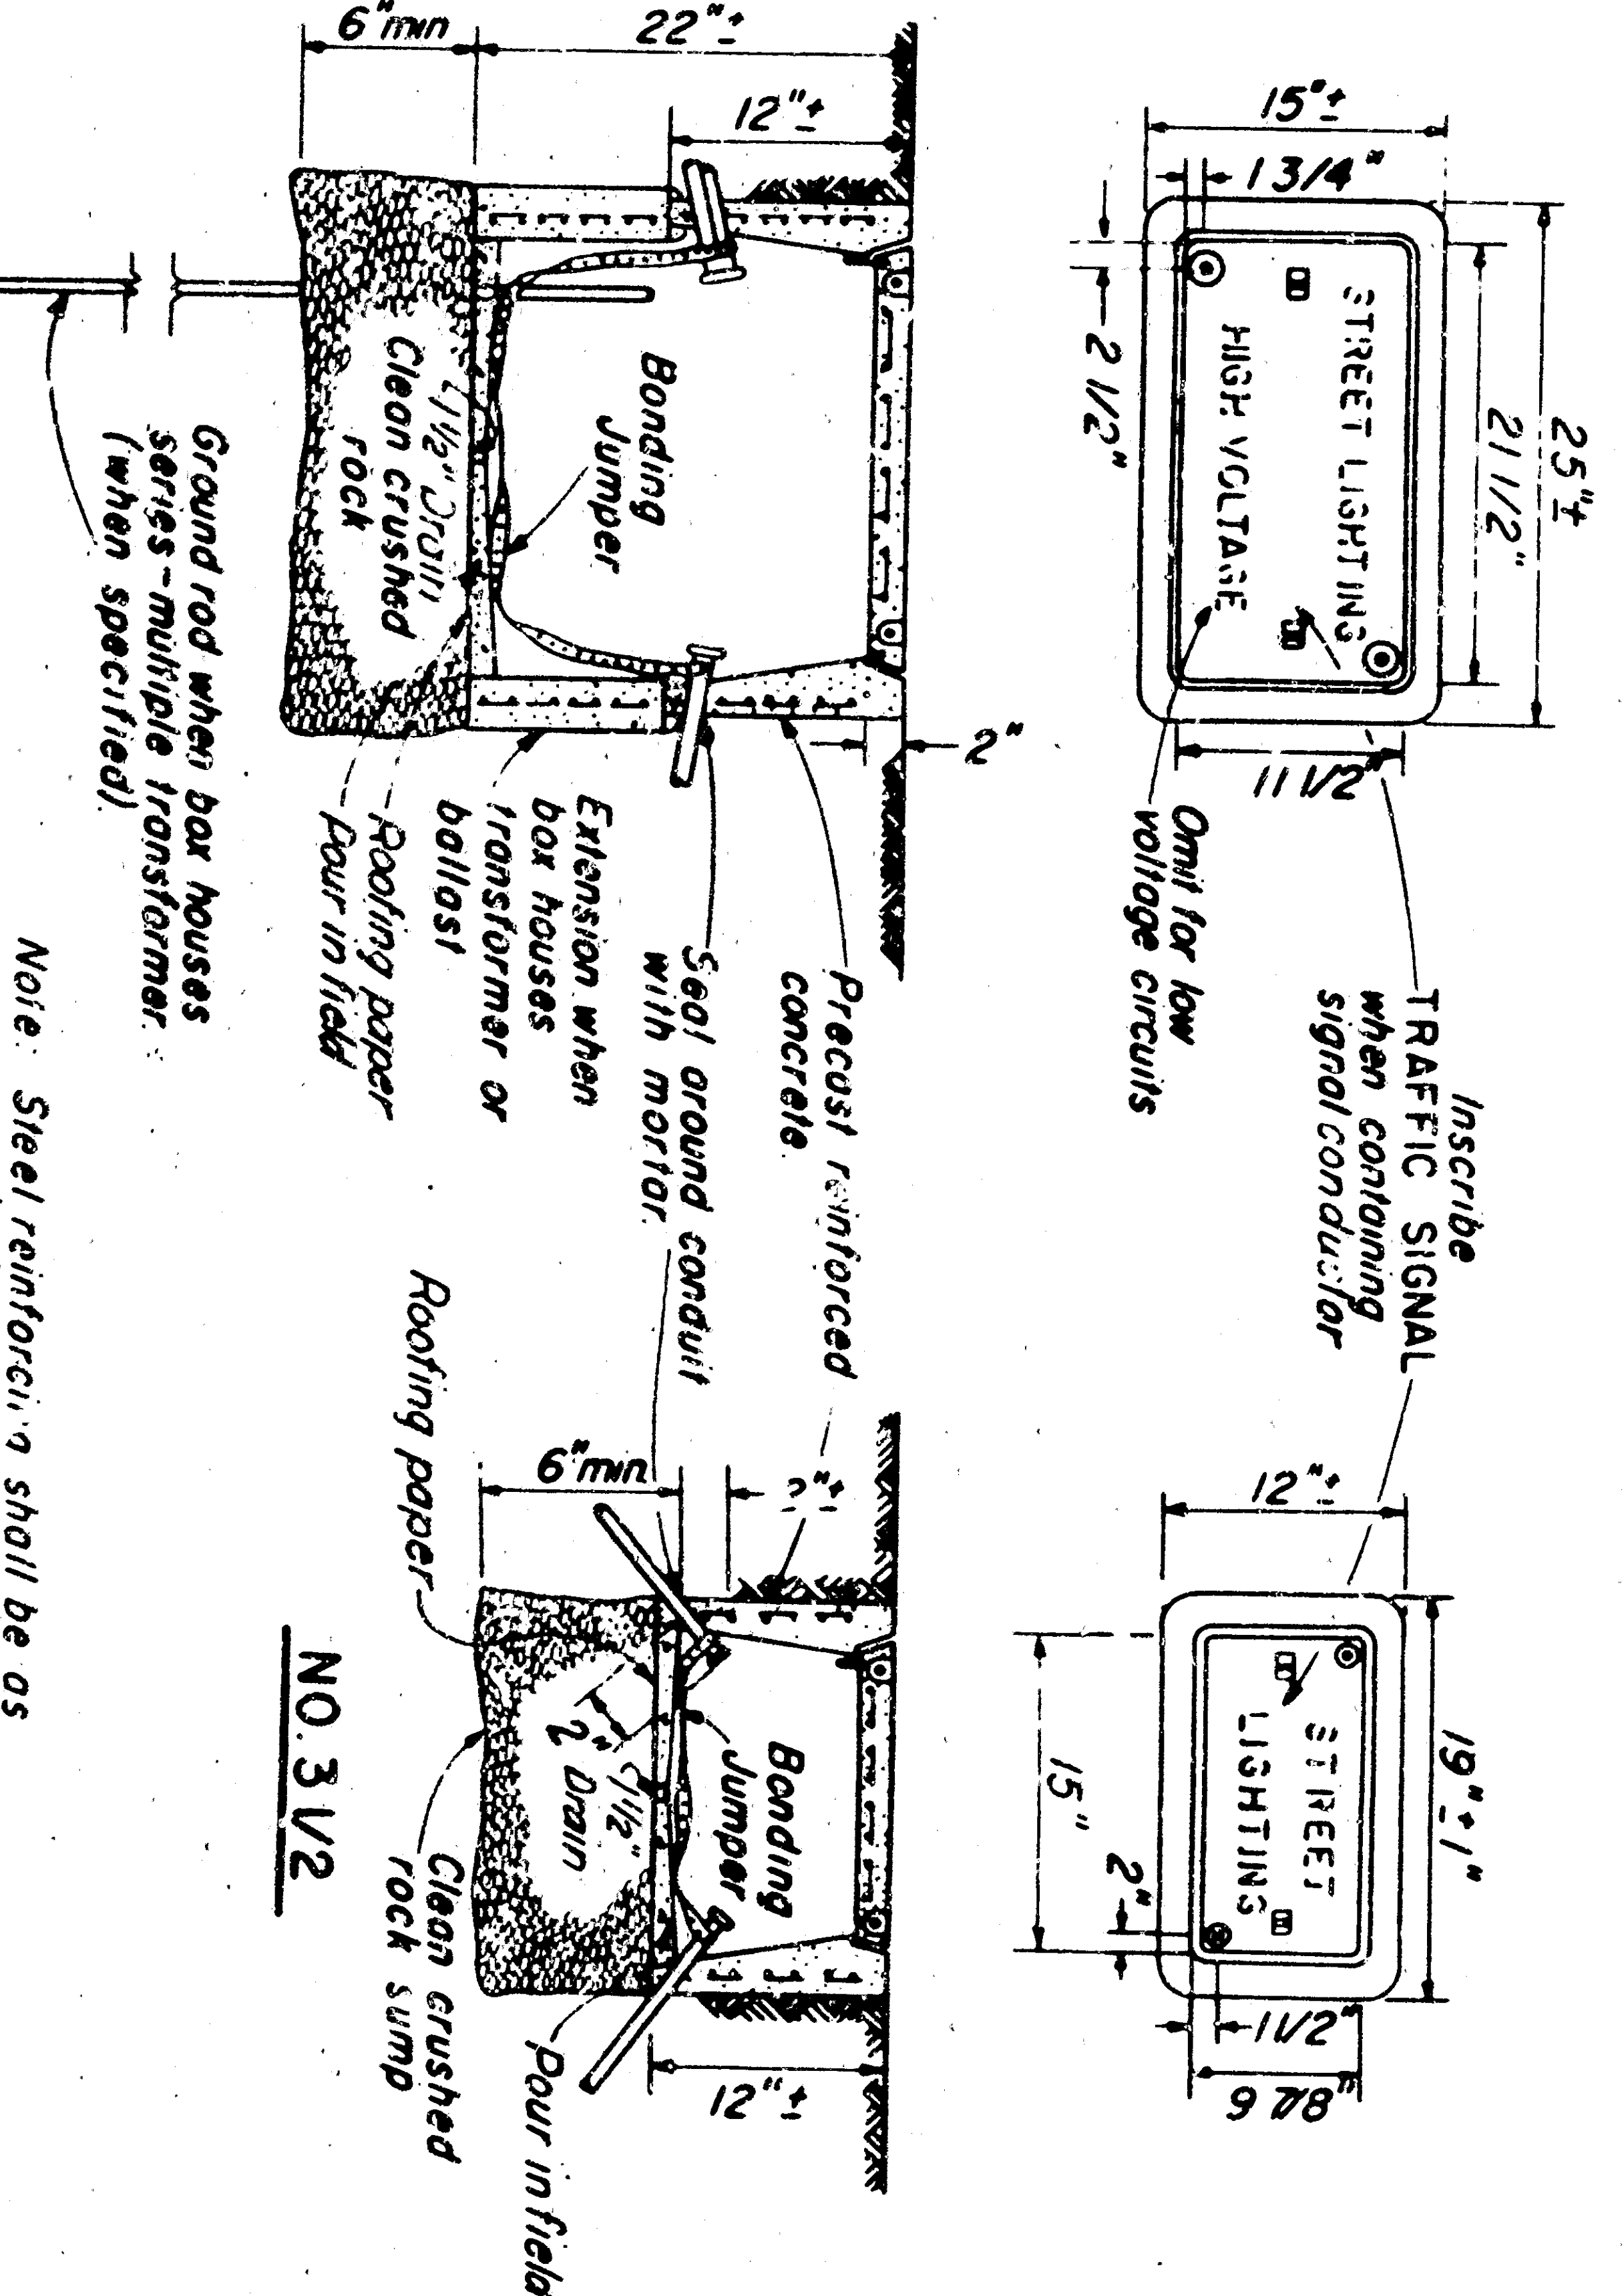 25"±
21 1/2"
15"±
1 3/4"
STREET LIGHTING
HIGH VOLTAGE
2 1/2"
11 1/2"
Omit for low
voltage circuits
Inscribe
TRAFFIC SIGNAL
when containing
signal conductor
19"±1"
12"±
STREET
LIGHTING
15"
2"
1 1/2"
9 7/8"
22"±
12"±
6"min
2"
Bonding
Jumper
1 1/2" Drain
Clean crushed
rock
Precast reinforced
concrete
Seal around conduit
with mortar
Extension when
box houses
transformer or
ballast
Roofing paper
Pour in field
Ground rod when box houses
series-multiple transformer
(when specified).
6"min
Bonding
Jumper
1 1/2"
Drain
2"
12"±
Roofing paper
Clean crushed
rock sump
Pour in field
NO. 3 1/2
Note: Steel reinforcing shall be as